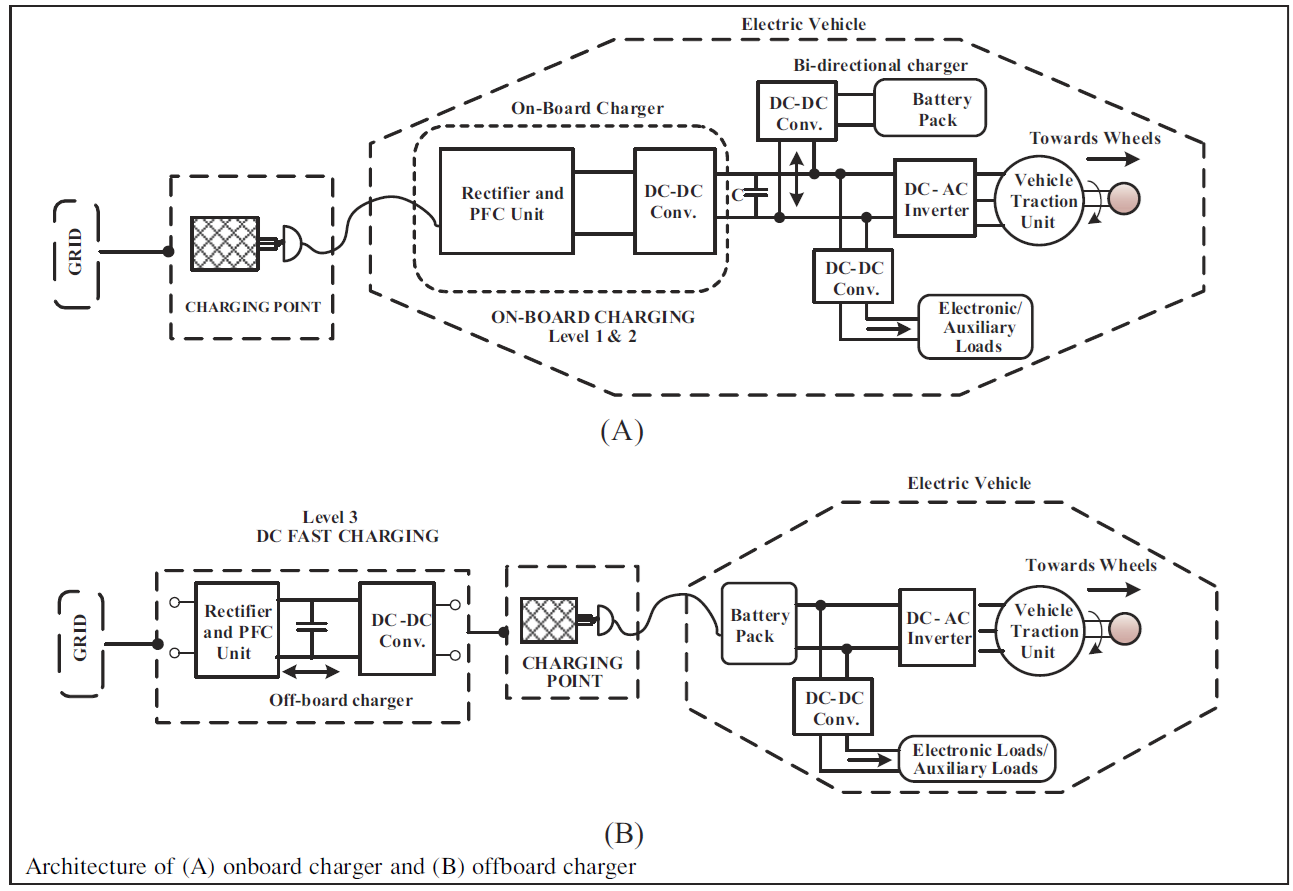 Electric Vehicle
Bi-directional charger
On-Board Charger
DC-DC
Conv.
Battery
Pack
Towards Wheels
GRID
CHARGING POINT
Rectifier and
PFC Unit
DC-DC
Conv.
C
DC - AC
Inverter
Vehicle
Traction
Unit
DC-DC
Conv.
ON-BOARD CHARGING
Level 1 & 2
Electronic/
Auxiliary
Loads
(A)
Electric Vehicle
Level 3
DC FAST CHARGING
GRID
Rectifier
and PFC
Unit
DC -DC
Conv.
Off-board charger
CHARGING
POINT
Battery
Pack
DC - AC
Inverter
Towards Wheels
Vehicle
Traction
Unit
DC-DC
Conv.
Electronic Loads/
Auxiliary Loads
(B)
Architecture of (A) onboard charger and (B) offboard charger